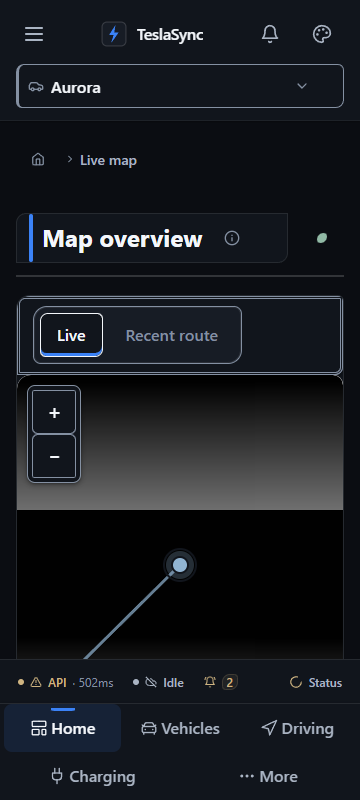 TeslaSync
Aurora
Live map
Map overview
Live
Recent route
+
−
API · 502ms
Idle
2
Status
Home
Vehicles
Driving
Charging
More